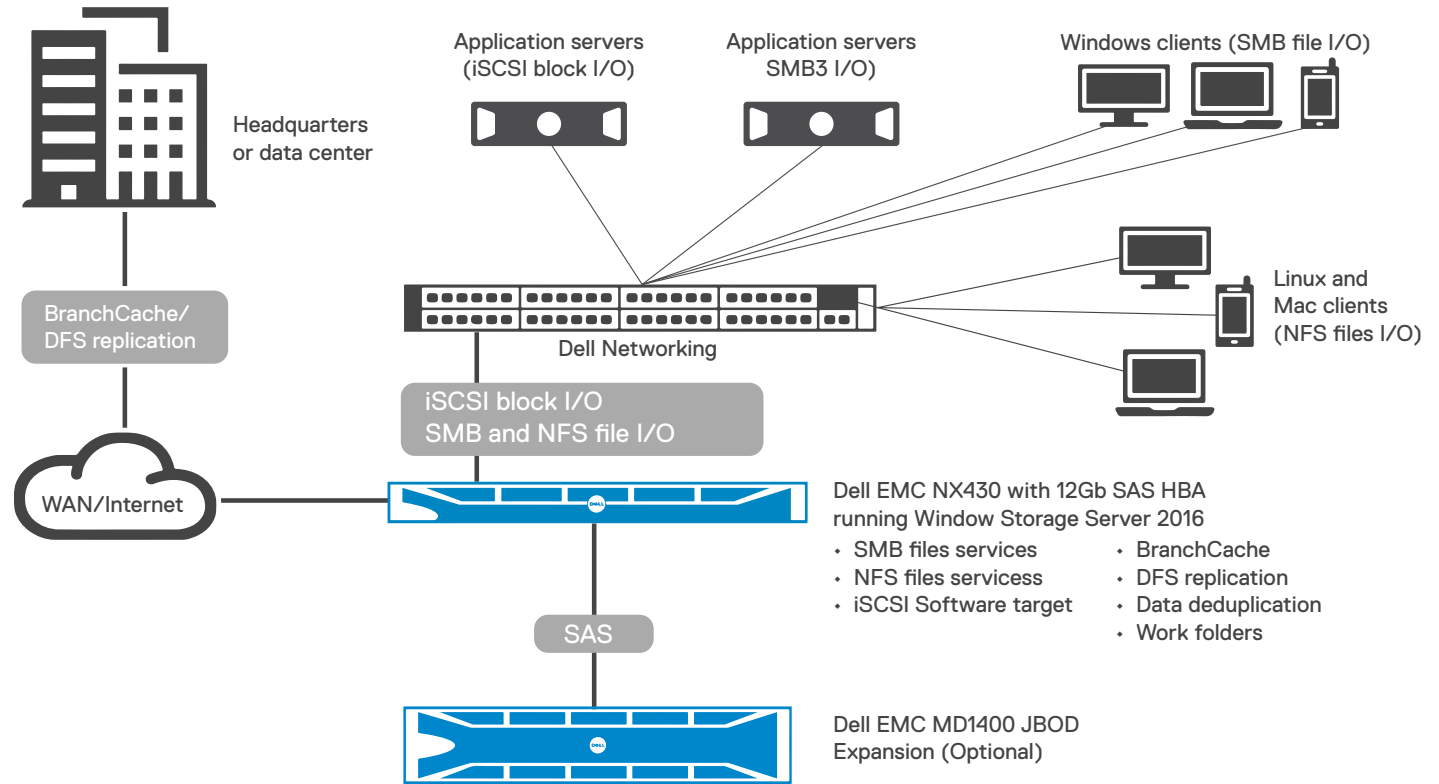 Application servers
(iSCSI block I/O)
Application servers
SMB3 I/O)
Windows clients (SMB file I/O)
Headquarters
or data center
BranchCache/
DFS replication
Linux and
Mac clients
(NFS files I/O)
Dell Networking
iSCSI block I/O
SMB and NFS file I/O
WAN/Internet
DELL
Dell EMC NX430 with 12Gb SAS HBA
running Window Storage Server 2016
• SMB files services
• NFS files servicess
• iSCSI Software target
• BranchCache
• DFS replication
• Data deduplication
• Work folders
SAS
DELL
Dell EMC MD1400 JBOD
Expansion (Optional)